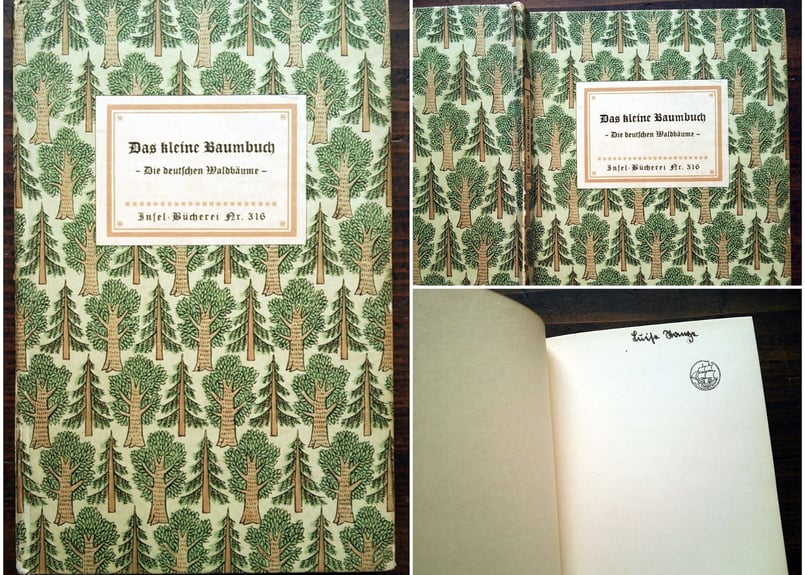 Das kleine Baumbuch
– Die deutschen Waldbäume –
Insel-Bücherei Nr. 316
Das kleine Baumbuch
– Die deutschen Waldbäume –
Insel-Bücherei Nr. 316
Luise